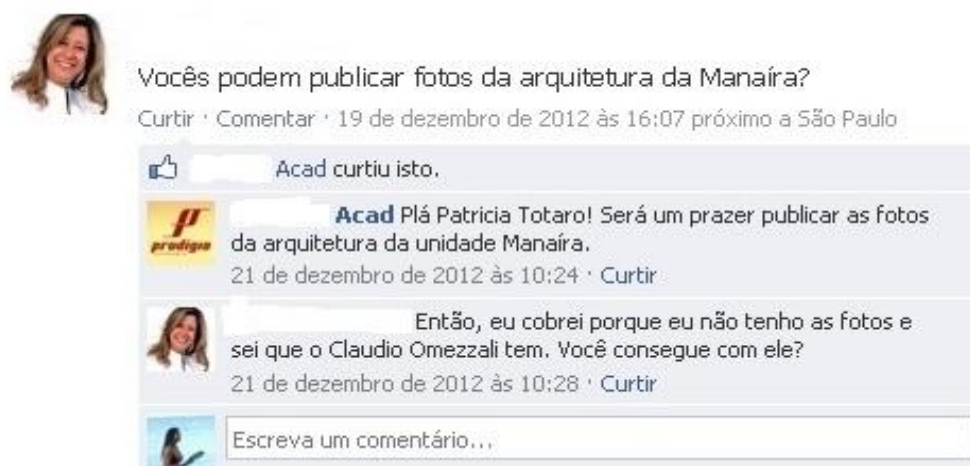 Vocês podem publicar fotos da arquitetura da Manaíra?
Curtir · Comentar · 19 de dezembro de 2012 às 16:07 próximo a São Paulo
Acad curtiu isto.
prodigio
Acad Plá Patricia Totaro! Será um prazer publicar as fotos
da arquitetura da unidade Manaíra.
21 de dezembro de 2012 às 10:24 · Curtir
Então, eu cobrei porque eu não tenho as fotos e
sei que o Claudio Omezzali tem. Você consegue com ele?
21 de dezembro de 2012 às 10:28 · Curtir
Escreva um comentário...